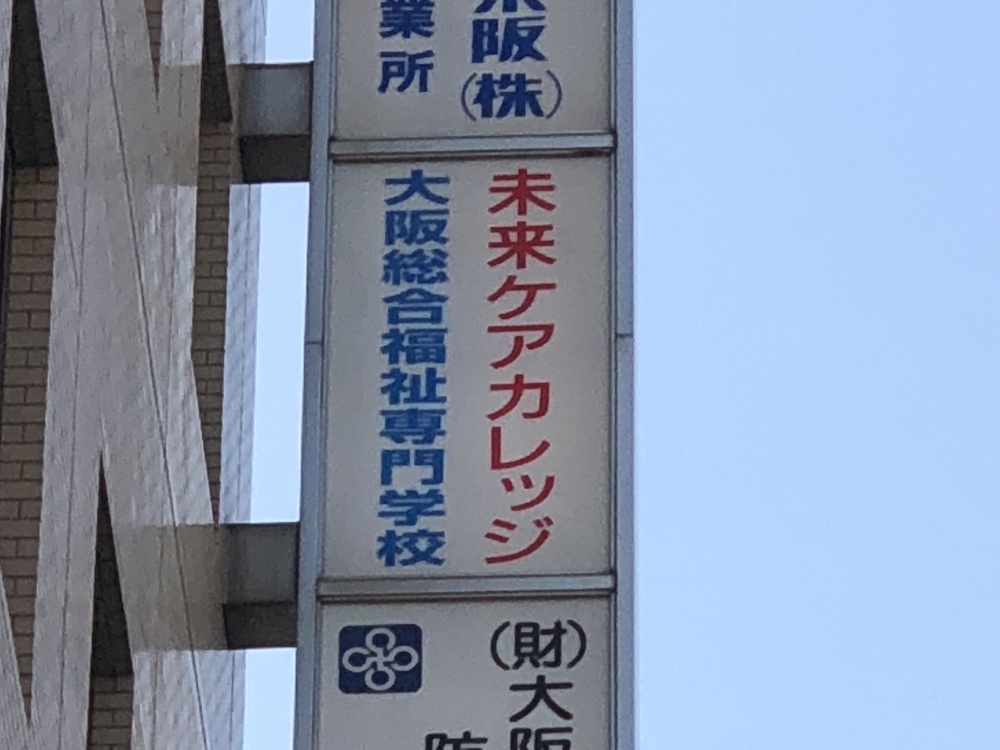 阪(株)
業所
未来ケアカレッジ
大阪総合福祉専門学校
(財)大阪
防